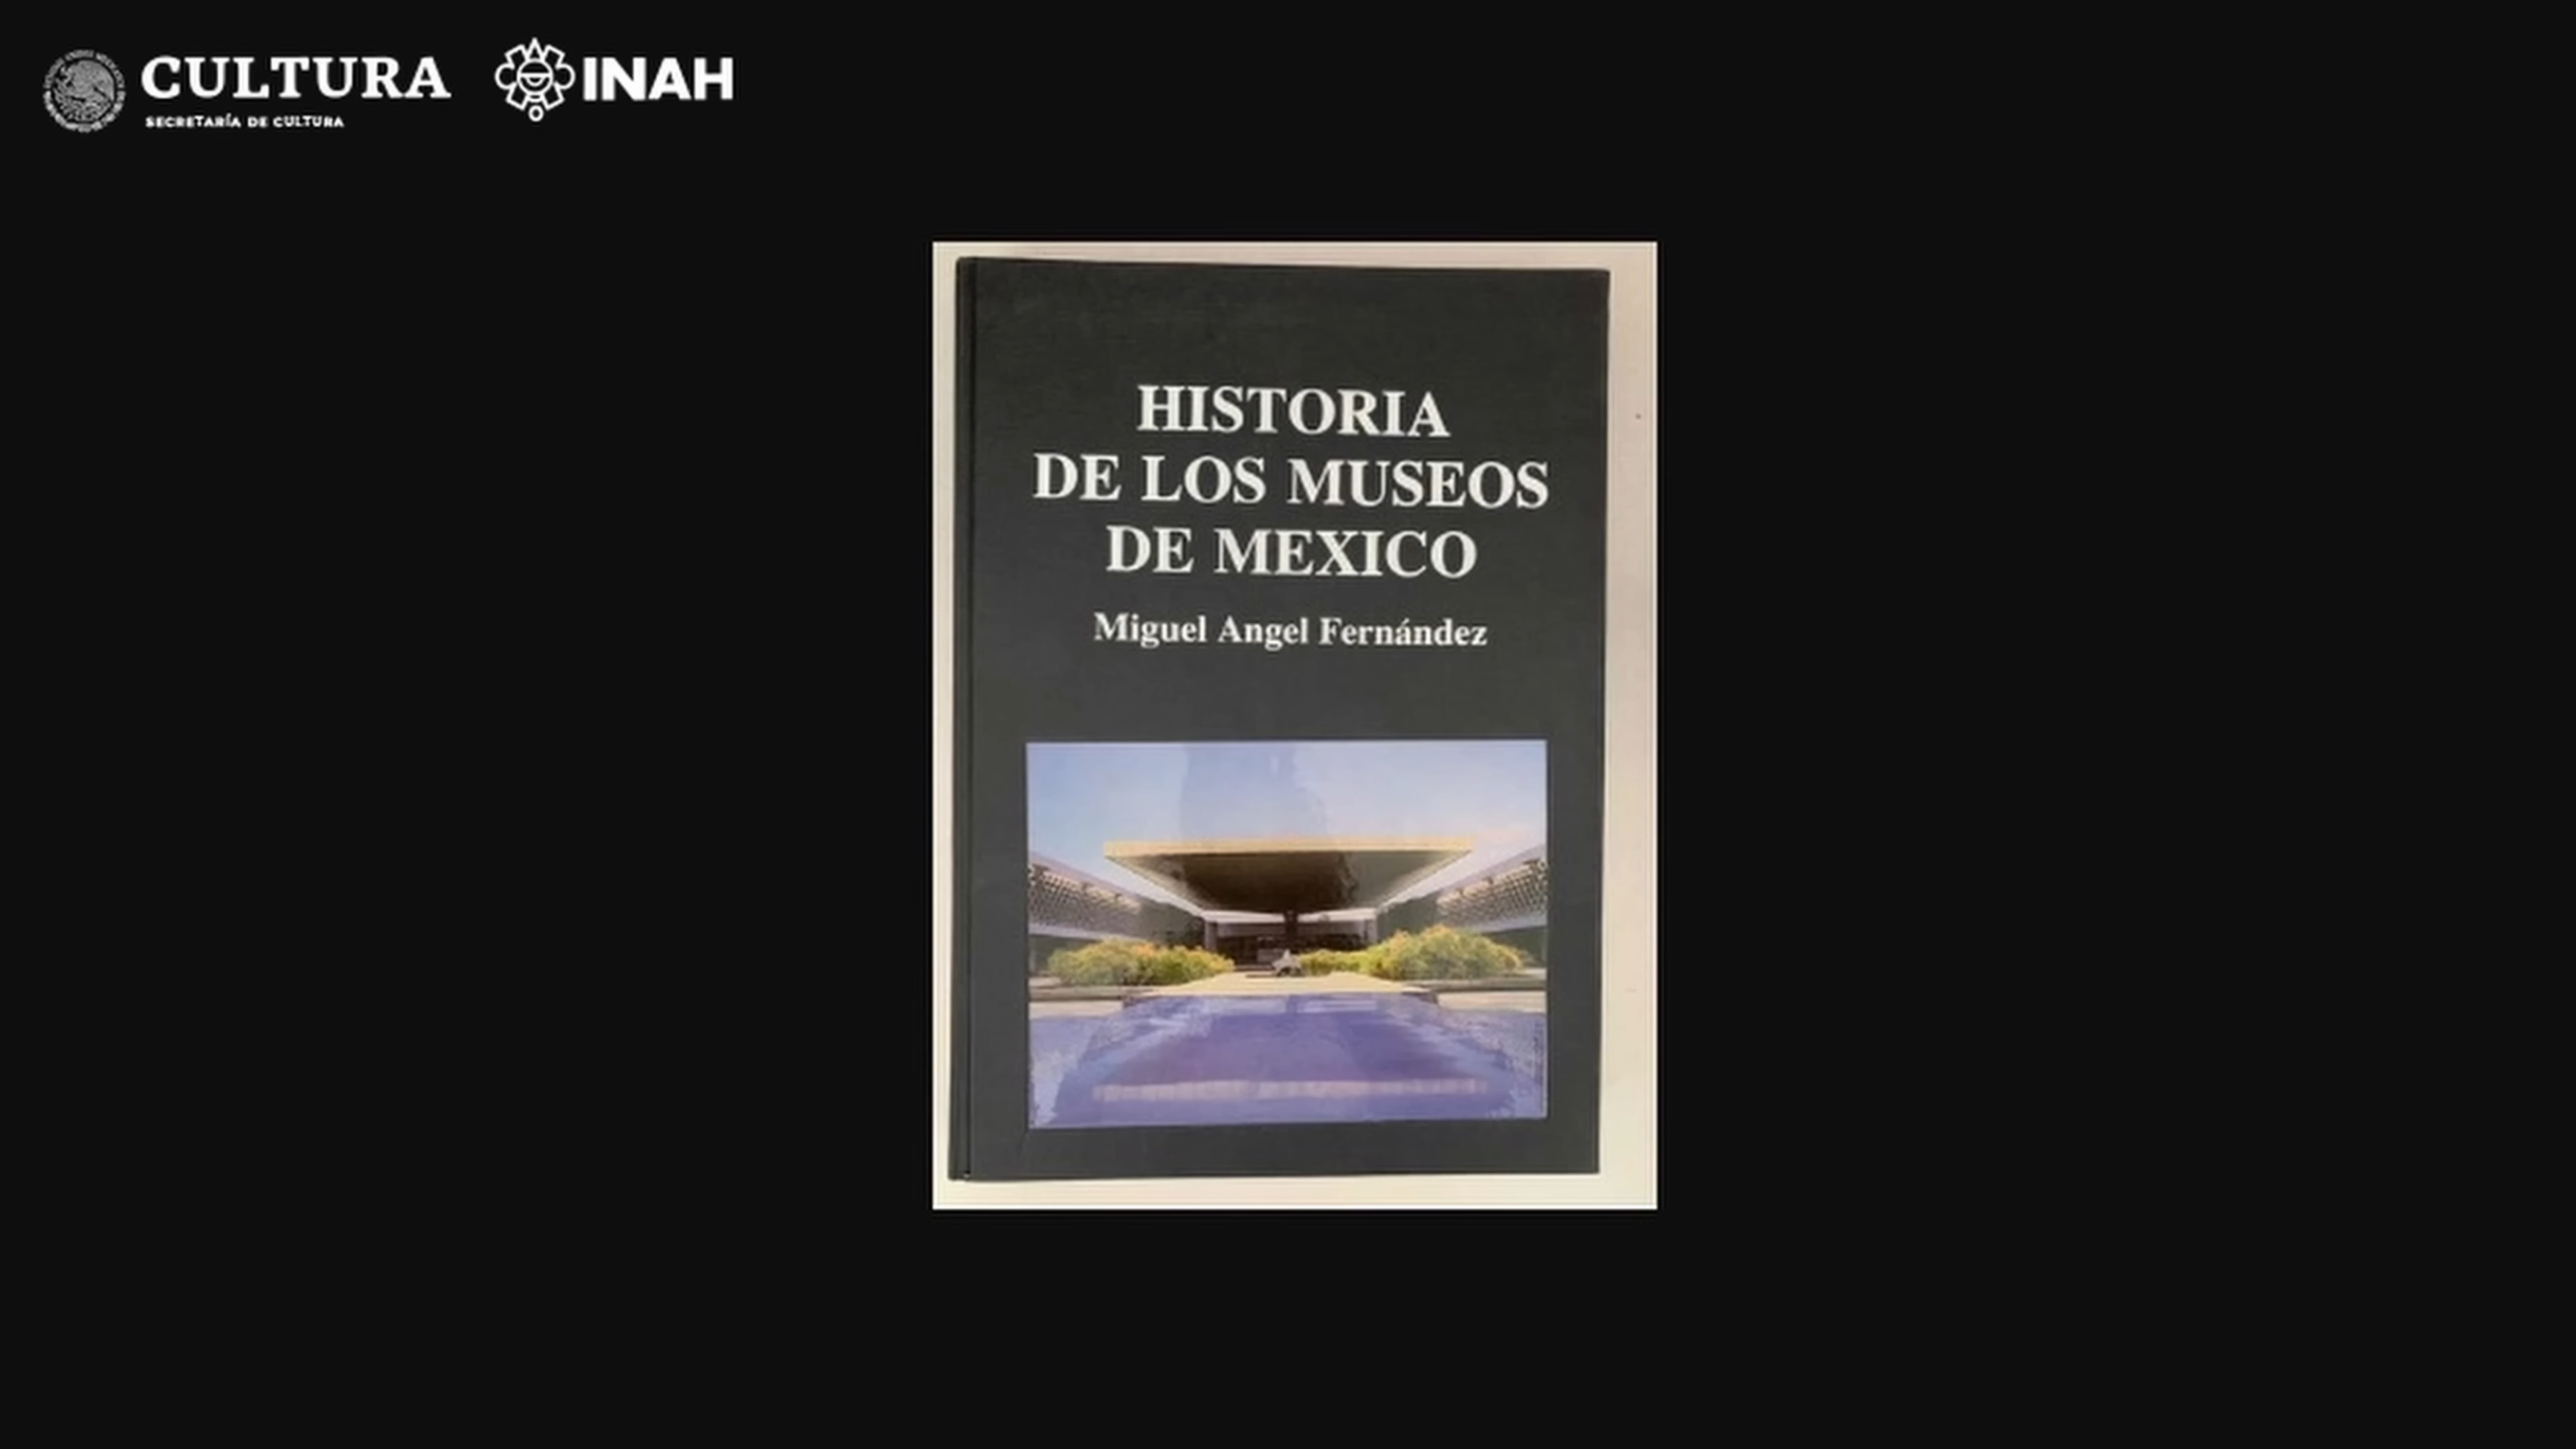 CULTURA
SECRETARÍA DE CULTURA
INAH
HISTORIA
DE LOS MUSEOS
DE MEXICO
Miguel Angel Fernández